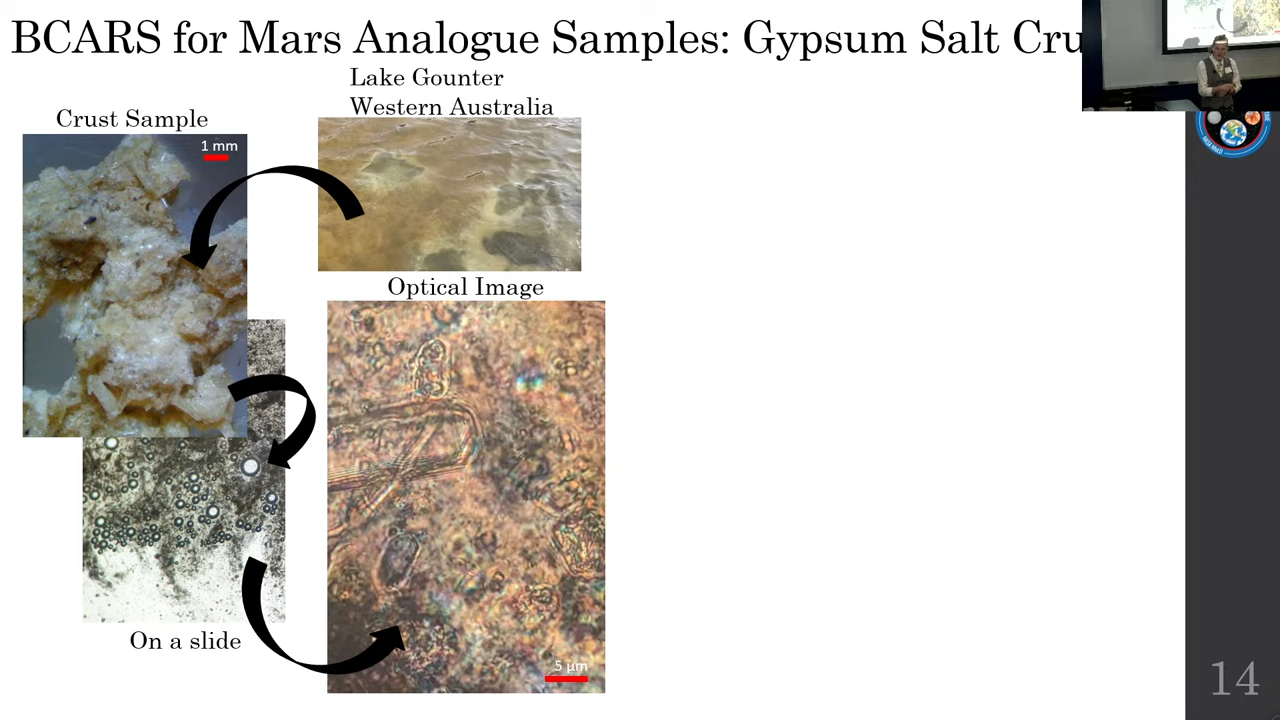 BCARS for Mars Analogue Samples: Gypsum Salt Cru
Lake Gounter
Western Australia
Crust Sample
1 mm
Optical Image
On a slide
5 μm
14